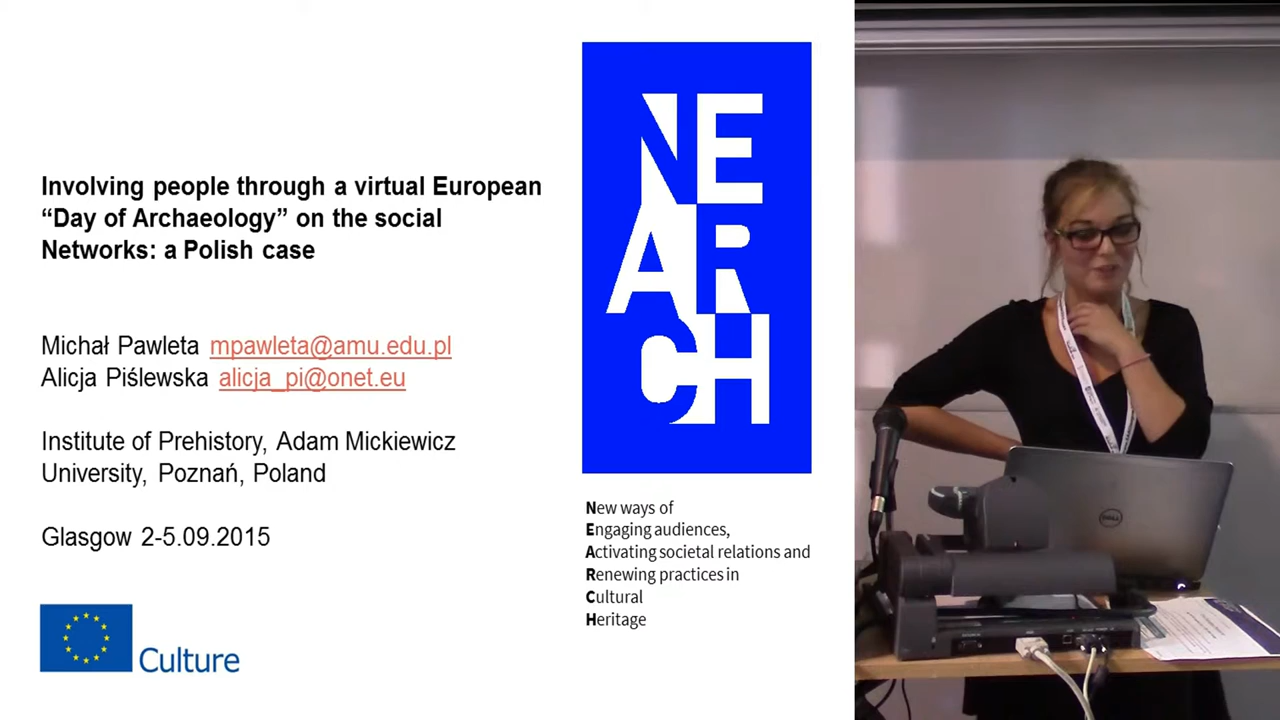 Involving people through a virtual European
“Day of Archaeology” on the social
Networks: a Polish case
Michał Pawleta mpawleta@amu.edu.pl
Alicja Piślewska alicja_pi@onet.eu
Institute of Prehistory, Adam Mickiewicz
University, Poznań, Poland
Glasgow 2-5.09.2015
Culture
NE
AR
CH
New ways of
Engaging audiences,
Activating societal relations and
Renewing practices in
Cultural
Heritage
DELL